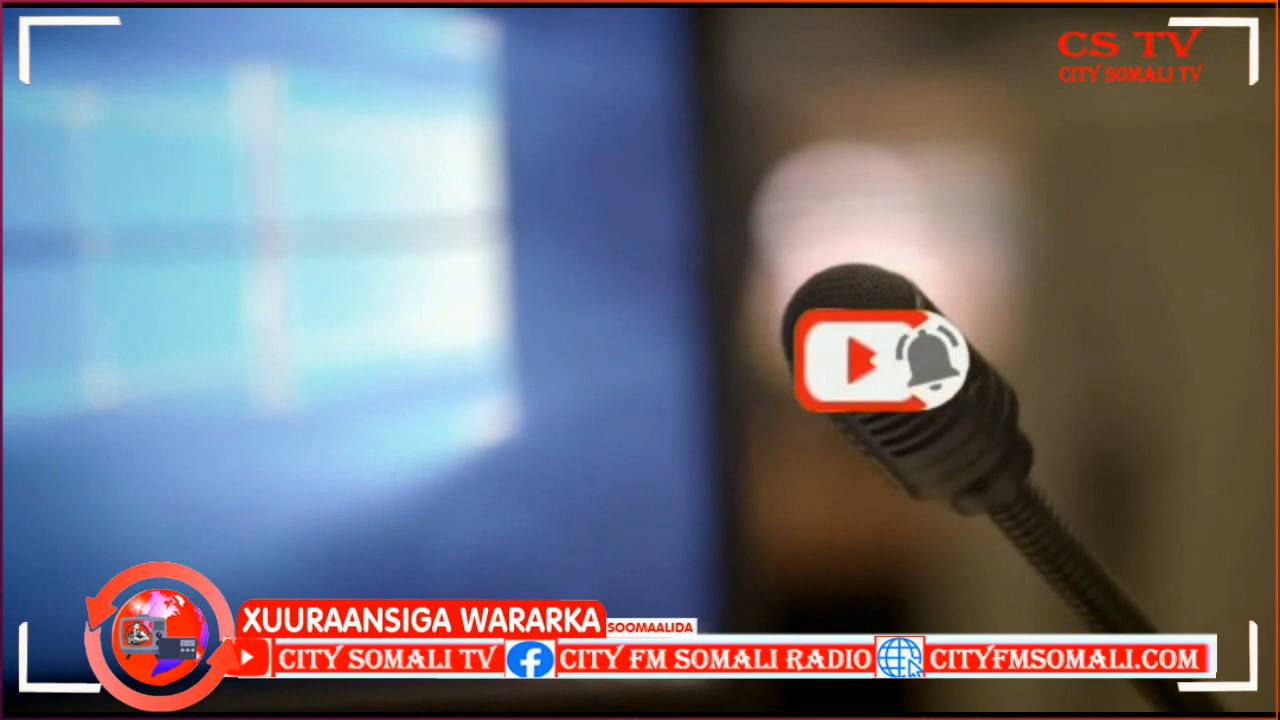 CS TV
CITY SOMALI TV
XUURAANSIGA WARARKA
SOOMAALIDA
CITY SOMALI TV
CITY FM SOMALI RADIO
CITYFMSOMALI.COM